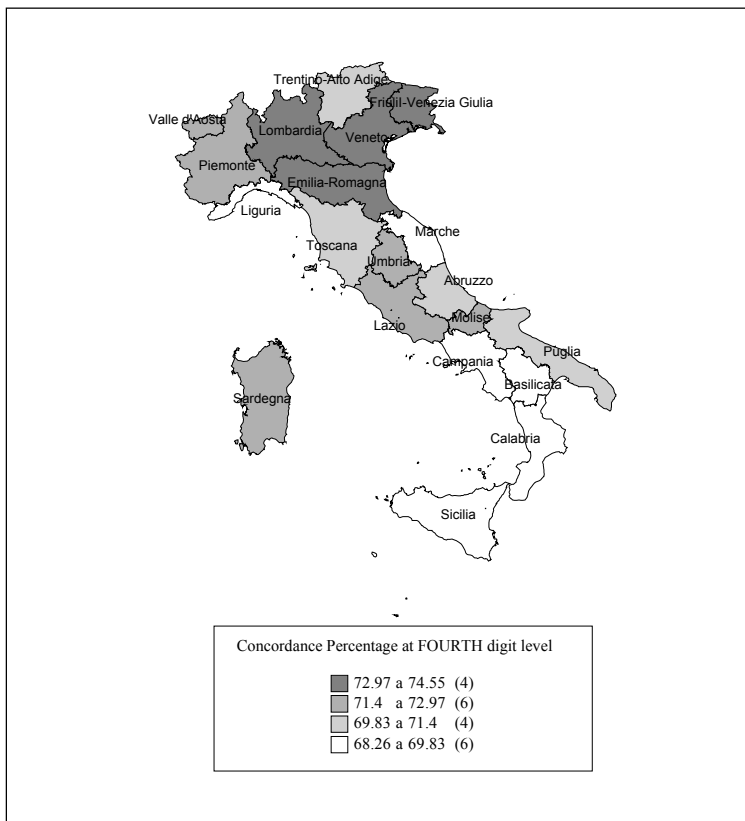 Trentino-Alto Adige
Friuli-Venezia Giulia
Valle d'Aosta
Lombardia
Veneto
Piemonte
Emilia-Romagna
Liguria
Marche
Toscana
Umbria
Abruzzo
Lazio
Molise
Puglia
Campania
Basilicata
Sardegna
Calabria
Sicilia
Concordance Percentage at FOURTH digit level
72.97 a 74.55 (4)
71.4 a 72.97 (6)
69.83 a 71.4 (4)
68.26 a 69.83 (6)